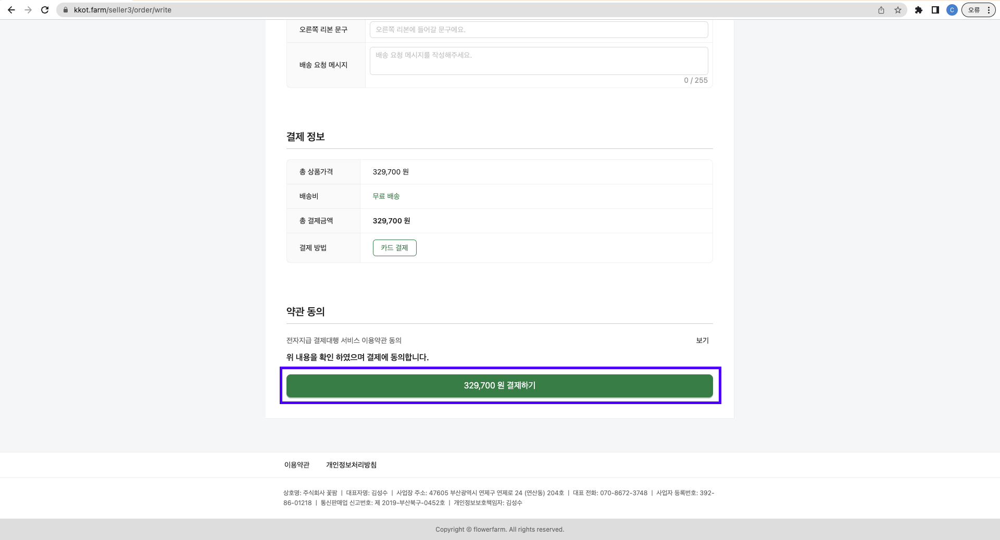 kkot.farm/seller3/order/write
C
오류
오른쪽 리본 문구
오른쪽 리본에 들어갈 문구에요.
배송 요청 메시지
배송 요청 메시지를 작성해주세요.
0 / 255
결제 정보
총 상품가격
329,700 원
배송비
무료 배송
총 결제금액
329,700 원
결제 방법
카드 결제
약관 동의
전자지급 결제대행 서비스 이용약관 동의
보기
위 내용을 확인 하였으며 결제에 동의합니다.
329,700 원 결제하기
이용약관
개인정보처리방침
상호명: 주식회사 꽃팜 | 대표자명: 김성수 | 사업장 주소: 47605 부산광역시 연제구 연제로 24 (연산동) 204호 | 대표 전화: 070-8672-3748 | 사업자 등록번호: 392-
86-01218 | 통신판매업 신고번호: 제 2019-부산북구-0452호 | 개인정보보호책임자: 김성수
Copyright © flowerfarm. All rights reserved.